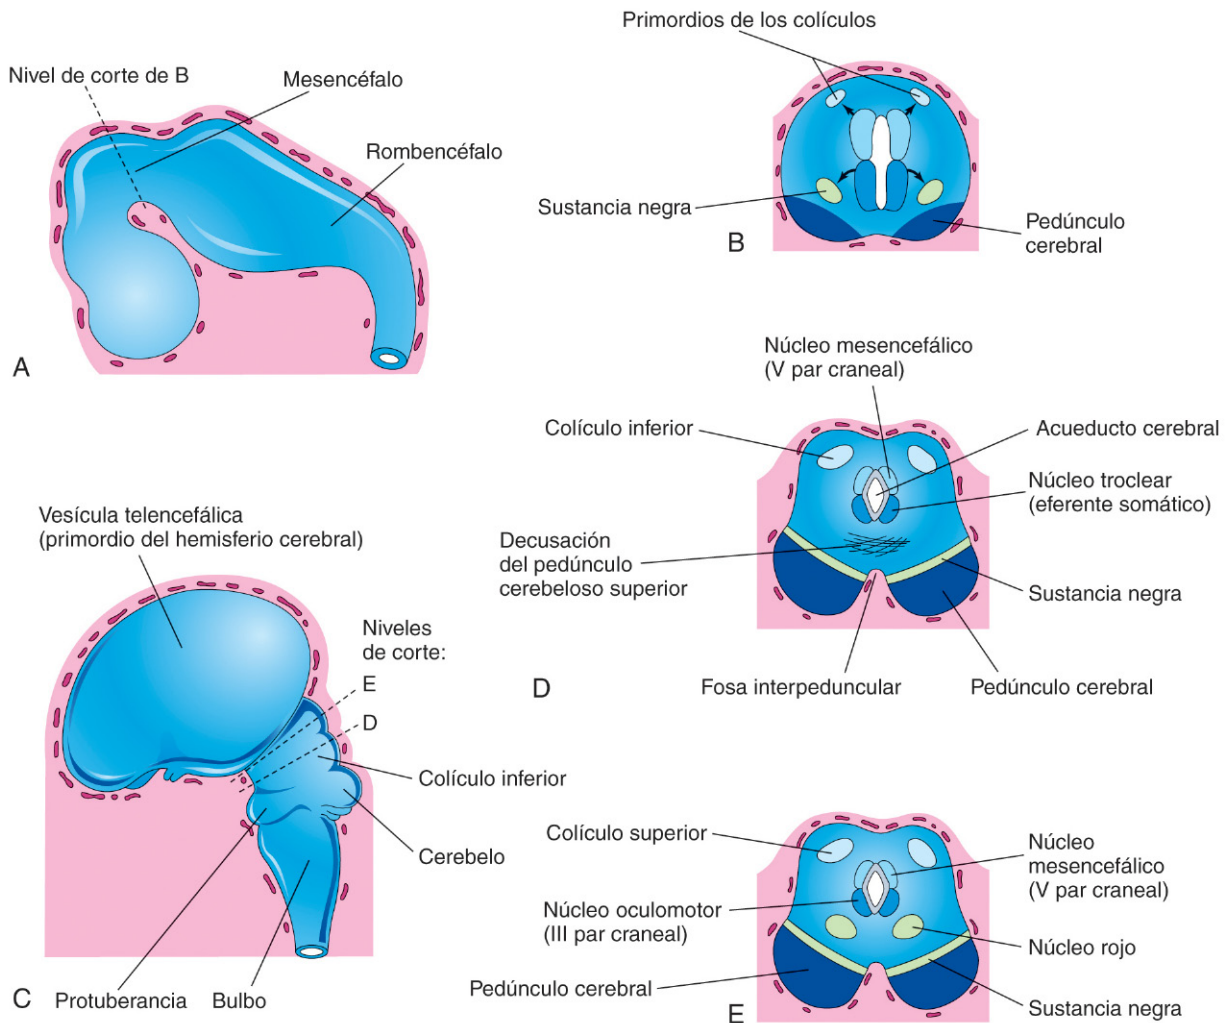 Nivel de corte de B
Mesencéfalo
Rombencéfalo
A
Primordios de los colículos
Sustancia negra
B
Pedúnculo
cerebral
Vesícula telencefálica
(primordio del hemisferio cerebral)
Niveles
de corte:
E
D
Colículo inferior
Cerebelo
C
Protuberancia
Bulbo
Núcleo mesencefálico
(V par craneal)
Colículo inferior
Acueducto cerebral
Núcleo troclear
(eferente somático)
Decusación
del pedúnculo
cerebeloso superior
Sustancia negra
D
Fosa interpeduncular
Pedúnculo cerebral
Colículo superior
Núcleo
mesencefálico
(V par craneal)
Núcleo oculomotor
(III par craneal)
Núcleo rojo
Pedúnculo cerebral
E
Sustancia negra